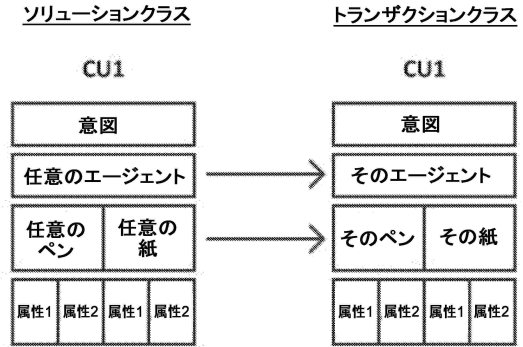 ソリューションクラス
CU1
意図
任意のエージェント
任意の
ペン
任意の
紙
属性1
属性2
属性1
属性2
トランザクションクラス
CU1
意図
そのエージェント
そのペン
その紙
属性1
属性2
属性1
属性2